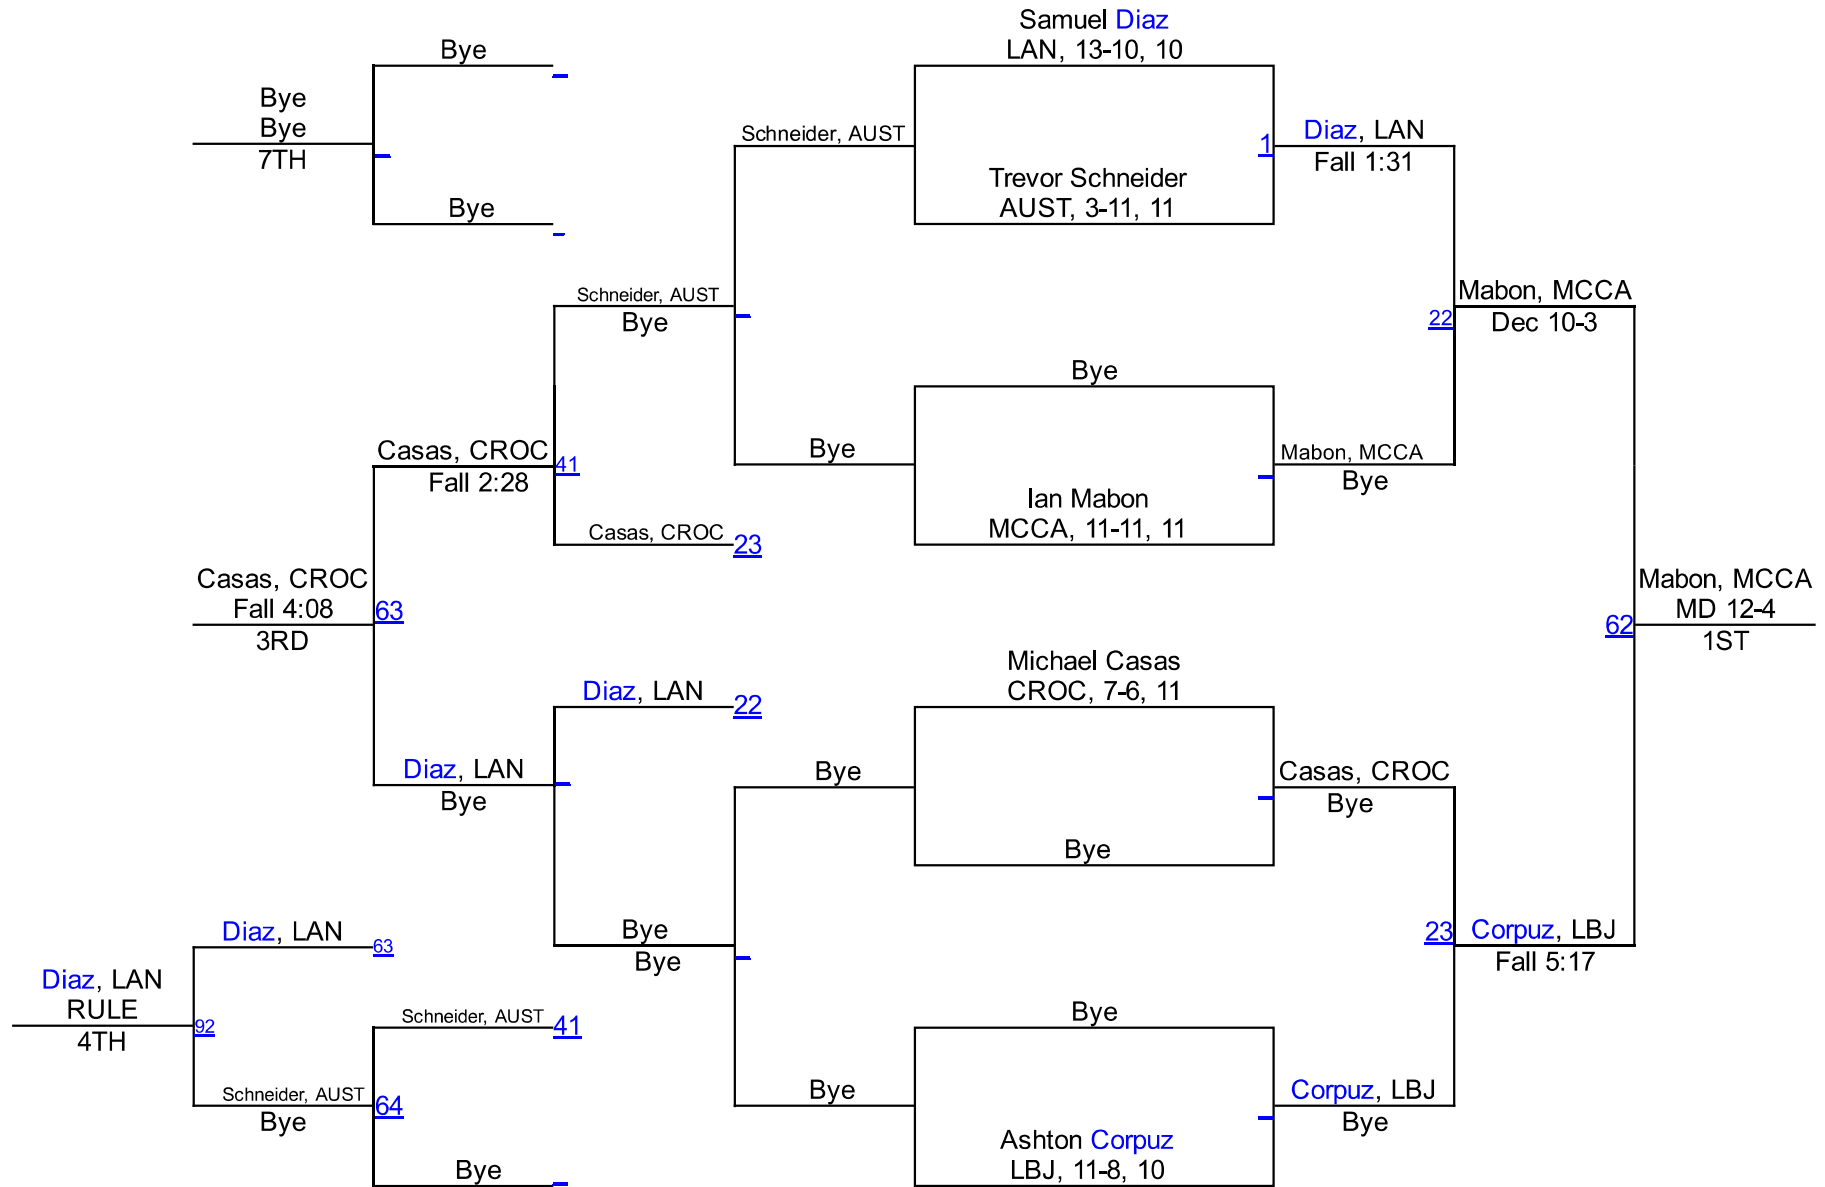 Samuel Diaz
LAN, 13-10, 10
Bye
Bye
Bye
7TH
Bye
Schneider, AUST
1
Diaz, LAN
Fall 1:31
Trevor Schneider
AUST, 3-11, 11
Schneider, AUST
Bye
22
Mabon, MCCA
Dec 10-3
Bye
Casas, CROC
Fall 2:28
41
Bye
Mabon, MCCA
Bye
Ian Mabon
MCCA, 11-11, 11
Casas, CROC
23
Casas, CROC
Fall 4:08
3RD
63
62
Mabon, MCCA
MD 12-4
1ST
Michael Casas
CROC, 7-6, 11
Diaz, LAN
22
Diaz, LAN
Bye
Bye
Casas, CROC
Bye
Bye
Diaz, LAN
63
Bye
Bye
23
Corpuz, LBJ
Fall 5:17
Diaz, LAN
RULE
4TH
92
Schneider, AUST
41
Bye
Schneider, AUST
Bye
64
Bye
Corpuz, LBJ
Bye
Ashton Corpuz
LBJ, 11-8, 10
Bye